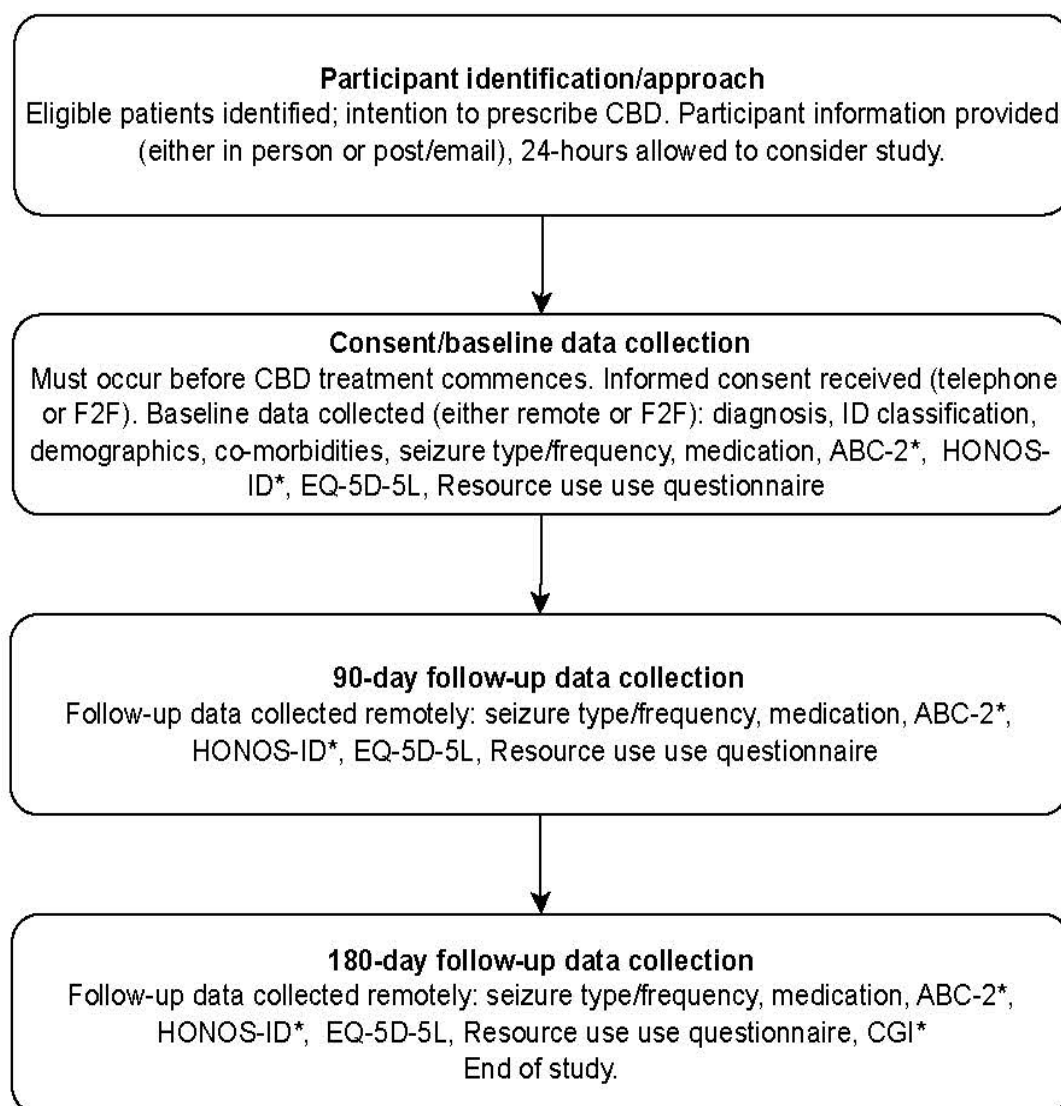 Participant identification/approach
Eligible patients identified; intention to prescribe CBD. Participant information provided
(either in person or post/email), 24-hours allowed to consider study.
Consent/baseline data collection
Must occur before CBD treatment commences. Informed consent received (telephone
or F2F). Baseline data collected (either remote or F2F): diagnosis, ID classification,
demographics, co-morbidities, seizure type/frequency, medication, ABC-2*, HONOS-
ID*, EQ-5D-5L, Resource use use questionnaire
90-day follow-up data collection
Follow-up data collected remotely: seizure type/frequency, medication, ABC-2*,
HONOS-ID*, EQ-5D-5L, Resource use use questionnaire
180-day follow-up data collection
Follow-up data collected remotely: seizure type/frequency, medication, ABC-2*,
HONOS-ID*, EQ-5D-5L, Resource use use questionnaire, CGI*
End of study.